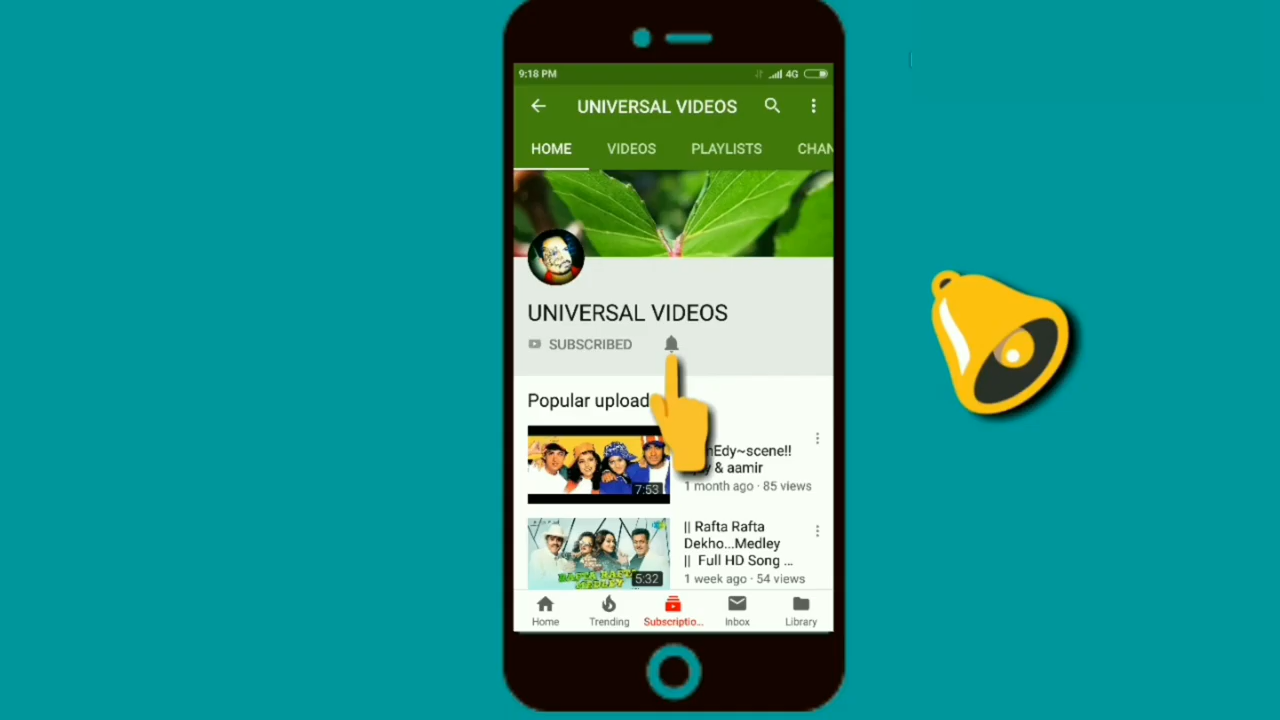 9:18 PM 4G
UNIVERSAL VIDEOS
HOME VIDEOS PLAYLISTS CHAN
UNIVERSAL VIDEOS
SUBSCRIBED
Popular upload
7:53
nEdy~scene!!
& aamir
1 month ago · 85 views
5:32
|| Rafta Rafta
Dekho...Medley
|| Full HD Song ...
1 week ago · 54 views
Home Trending Subscriptio... Inbox Library